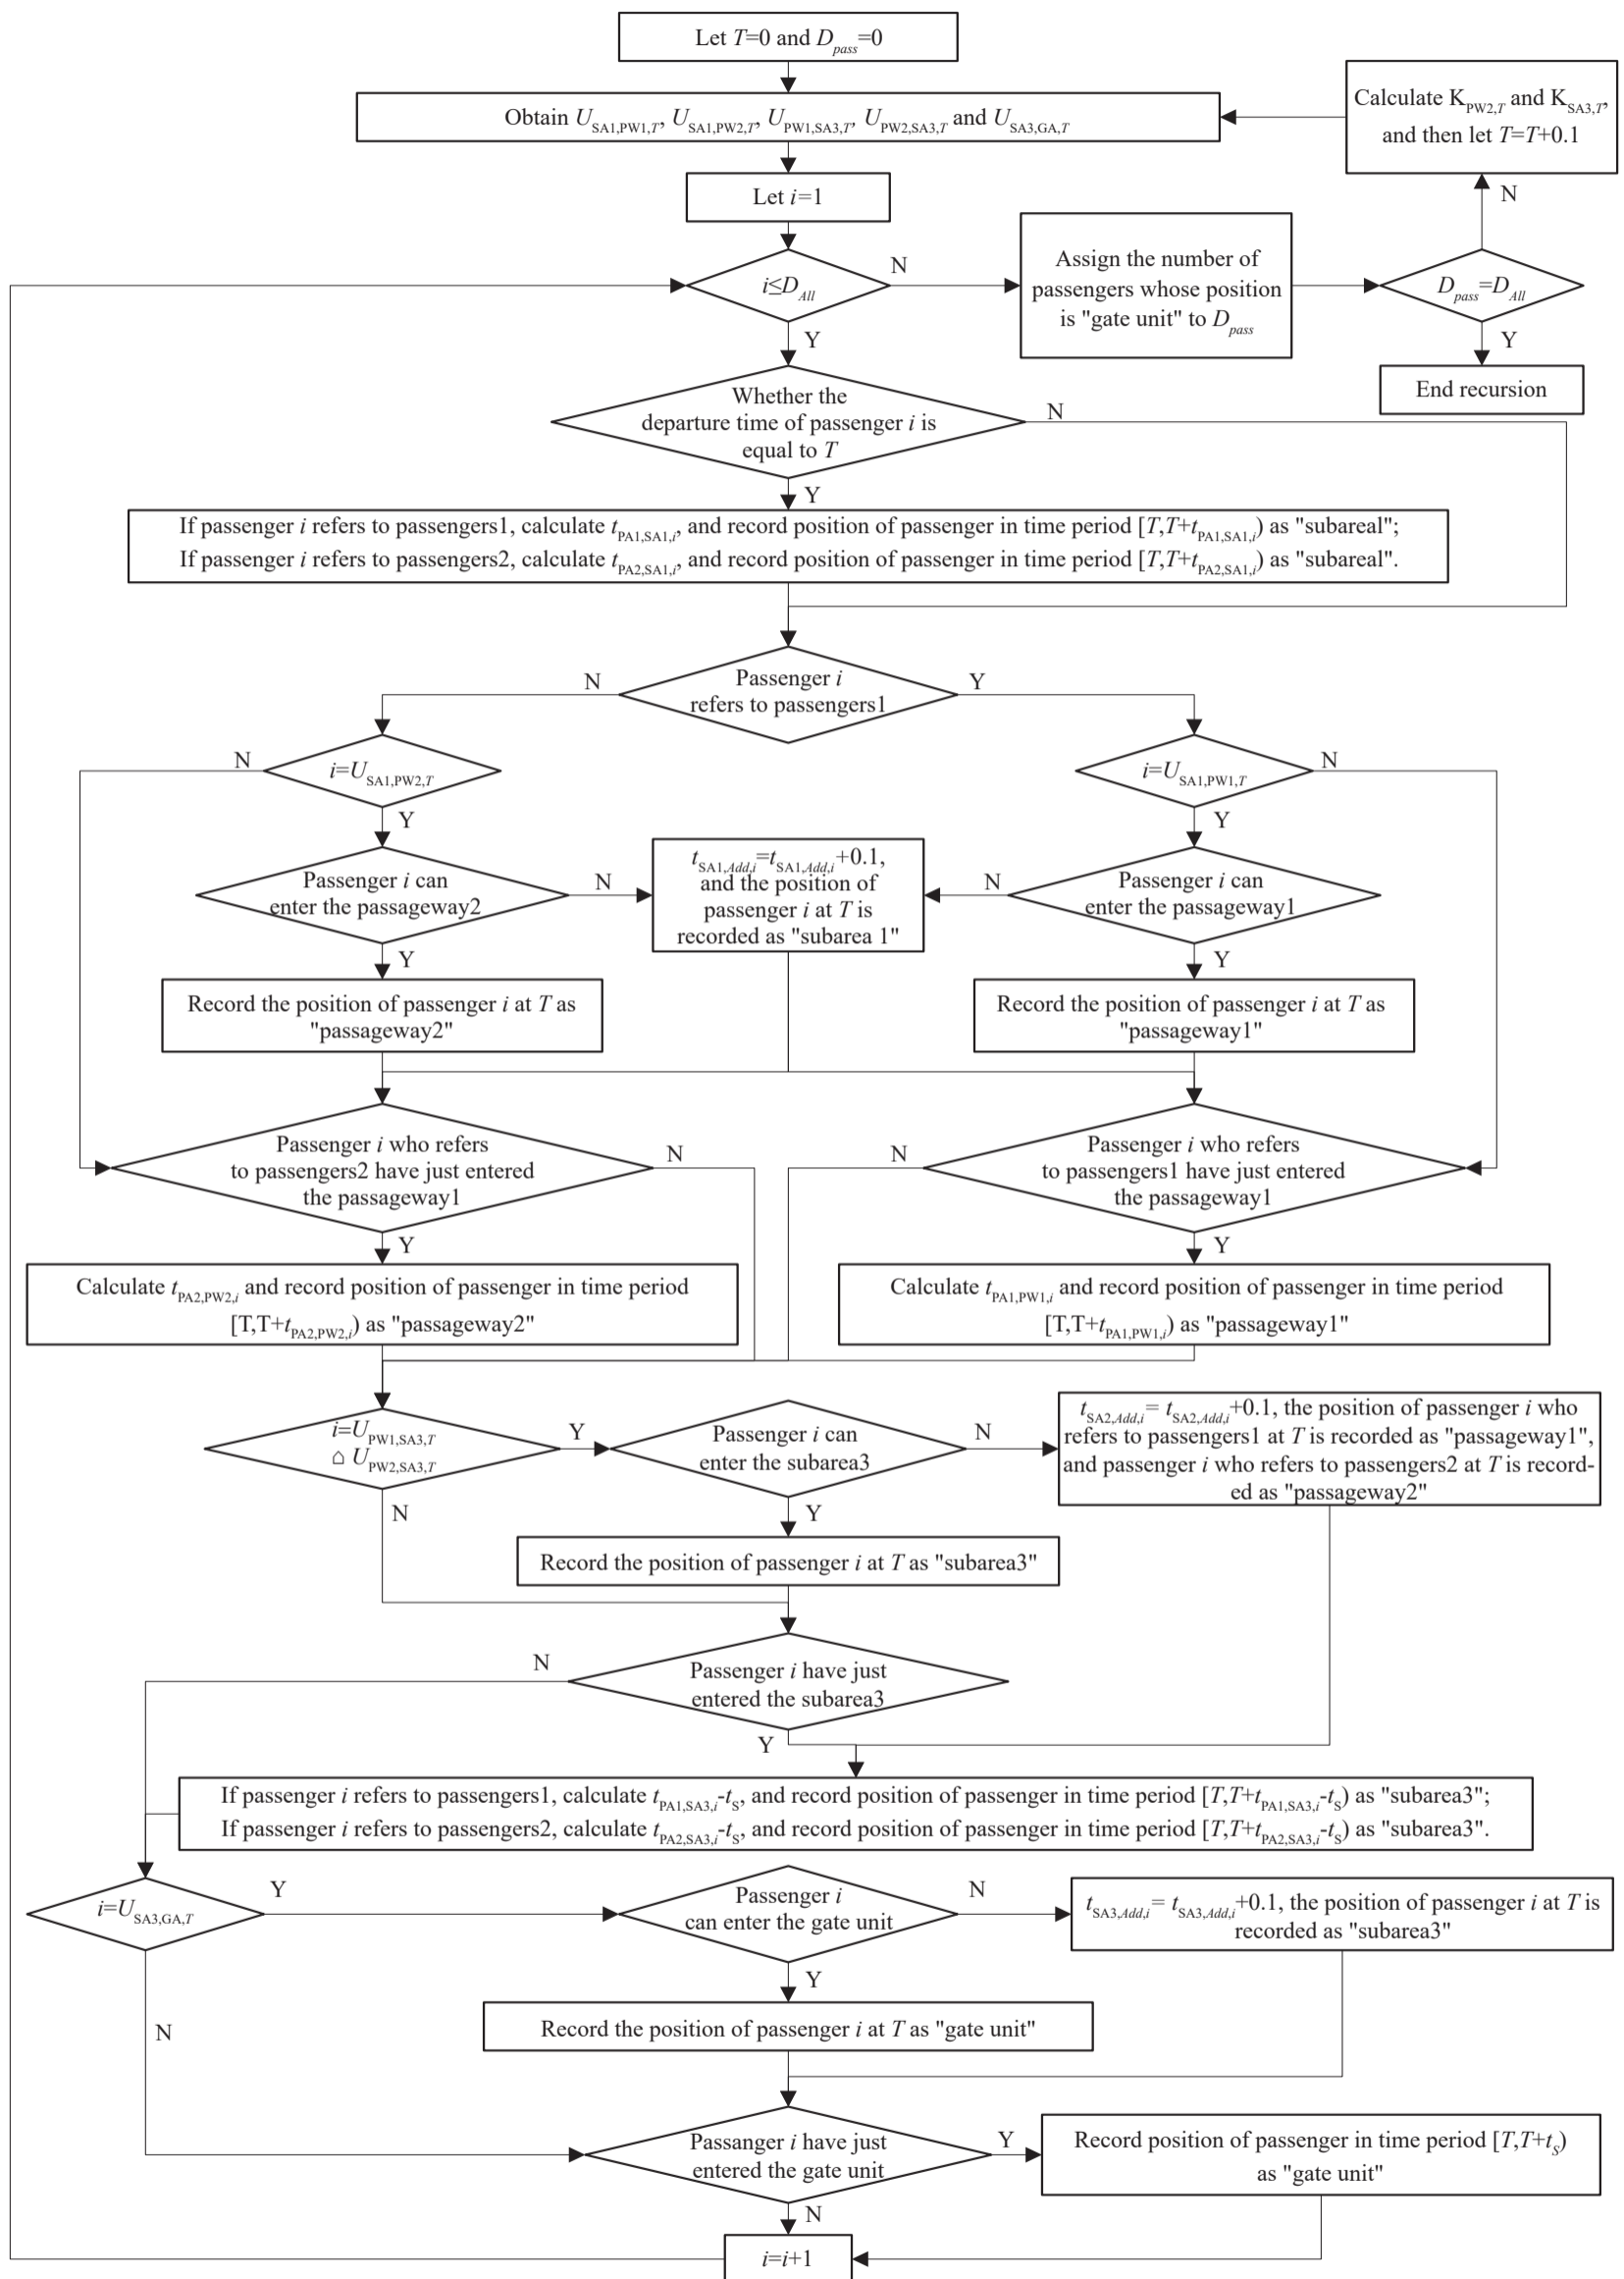 Let T=0 and D_pass=0
Calculate K_PW2,T and K_SA3,T,
and then let T=T+0.1
Obtain U_SA1,PW1,T, U_SA1,PW2,T, U_PW1,SA3,T, U_PW2,SA3,T and U_SA3,GA,T
N
Let i=1
N
Assign the number of
passengers whose position
is "gate unit" to D_pass
i≤D_All
D_pass=D_All
Y
Y
End recursion
Whether the
departure time of passenger i is
equal to T
N
Y
If passenger i refers to passengers1, calculate t_PA1,SA1,i, and record position of passenger in time period [T,T+t_PA1,SA1,i) as "subareal";
If passenger i refers to passengers2, calculate t_PA2,SA1,i, and record position of passenger in time period [T,T+t_PA2,SA1,i) as "subareal".
N
Passenger i
refers to passengers1
Y
N
i=U_SA1,PW2,T
i=U_SA1,PW1,T
N
Y
Y
Passenger i can
enter the passageway2
N
t_SA1,Add,i=t_SA1,Add,i+0.1,
and the position of
passenger i at T is
recorded as "subarea 1"
N
Passenger i can
enter the passageway1
Y
Y
Record the position of passenger i at T as
"passageway2"
Record the position of passenger i at T as
"passageway1"
Passenger i who refers
to passengers2 have just entered
the passageway1
N
N
Passenger i who refers
to passengers1 have just entered
the passageway1
Y
Y
Calculate t_PA2,PW2,i and record position of passenger in time period
[T,T+t_PA2,PW2,i) as "passageway2"
Calculate t_PA1,PW1,i and record position of passenger in time period
[T,T+t_PA1,PW1,i) as "passageway1"
i=U_PW1,SA3,T
⌂ U_PW2,SA3,T
Y
Passenger i can
enter the subarea3
N
t_SA2,Add,i= t_SA2,Add,i+0.1, the position of passenger i who
refers to passengers1 at T is recorded as "passageway1",
and passenger i who refers to passengers2 at T is record-
ed as "passageway2"
N
Y
Record the position of passenger i at T as "subarea3"
N
Passenger i have just
entered the subarea3
Y
If passenger i refers to passengers1, calculate t_PA1,SA3,i-t_S, and record position of passenger in time period [T,T+t_PA1,SA3,i-t_S) as "subarea3";
If passenger i refers to passengers2, calculate t_PA2,SA3,i-t_S, and record position of passenger in time period [T,T+t_PA2,SA3,i-t_S) as "subarea3".
i=U_SA3,GA,T
Y
Passenger i
can enter the gate unit
N
t_SA3,Add,i= t_SA3,Add,i+0.1, the position of passenger i at T is
recorded as "subarea3"
Y
N
Record the position of passenger i at T as "gate unit"
Passanger i have just
entered the gate unit
Y
Record position of passenger in time period [T,T+t_S)
as "gate unit"
N
i=i+1